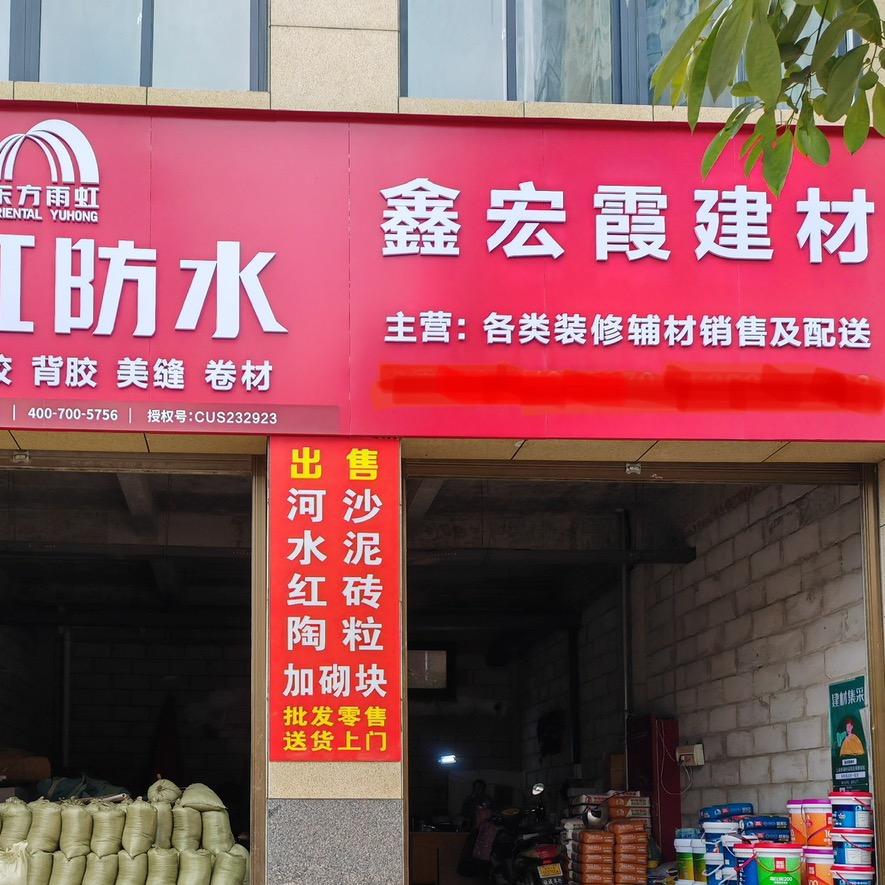 东方雨虹
ORIENTAL YUHONG
虹防水
胶 背胶 美缝 卷材
400-700-5756 | 授权号:CUS232923
鑫宏霞建材
主营:各类装修辅材销售及配送
出售
河沙
水泥
红砖
陶粒
加砌块
批发零售
送货上门
建材集采